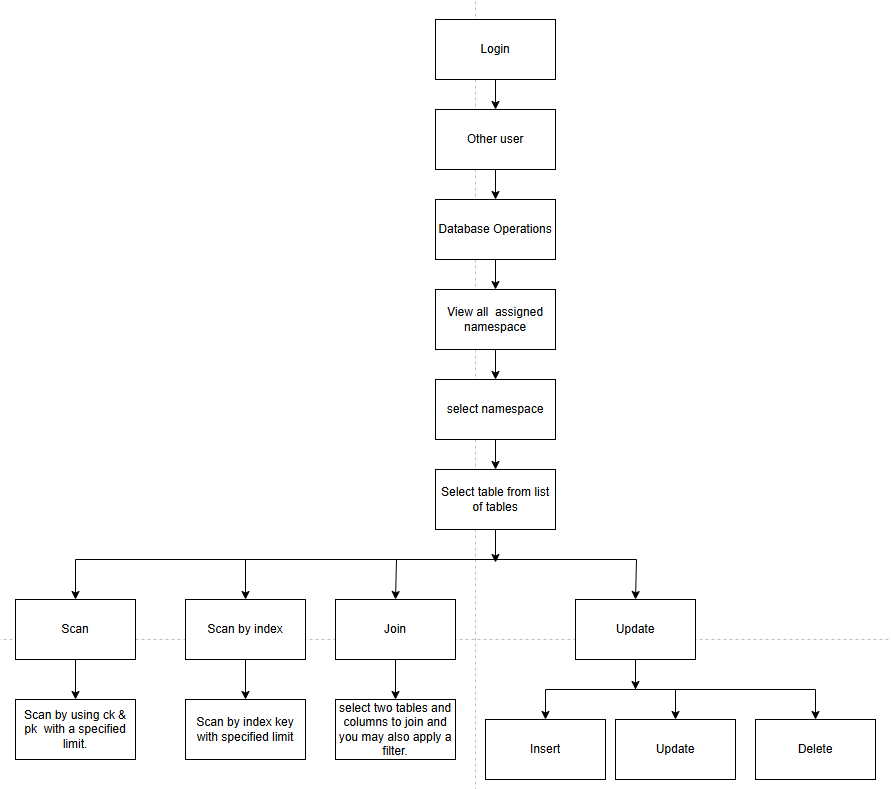 Login
Other user
Database Operations
View all  assigned
namespace
select namespace
Select table from list
of tables
Scan
Scan by index
Join
Update
Scan by using ck &
pk  with a specified
limit.
Scan by index key
with specified limit
select two tables and
columns to join and
you may also apply a
filter.
Insert
Update
Delete